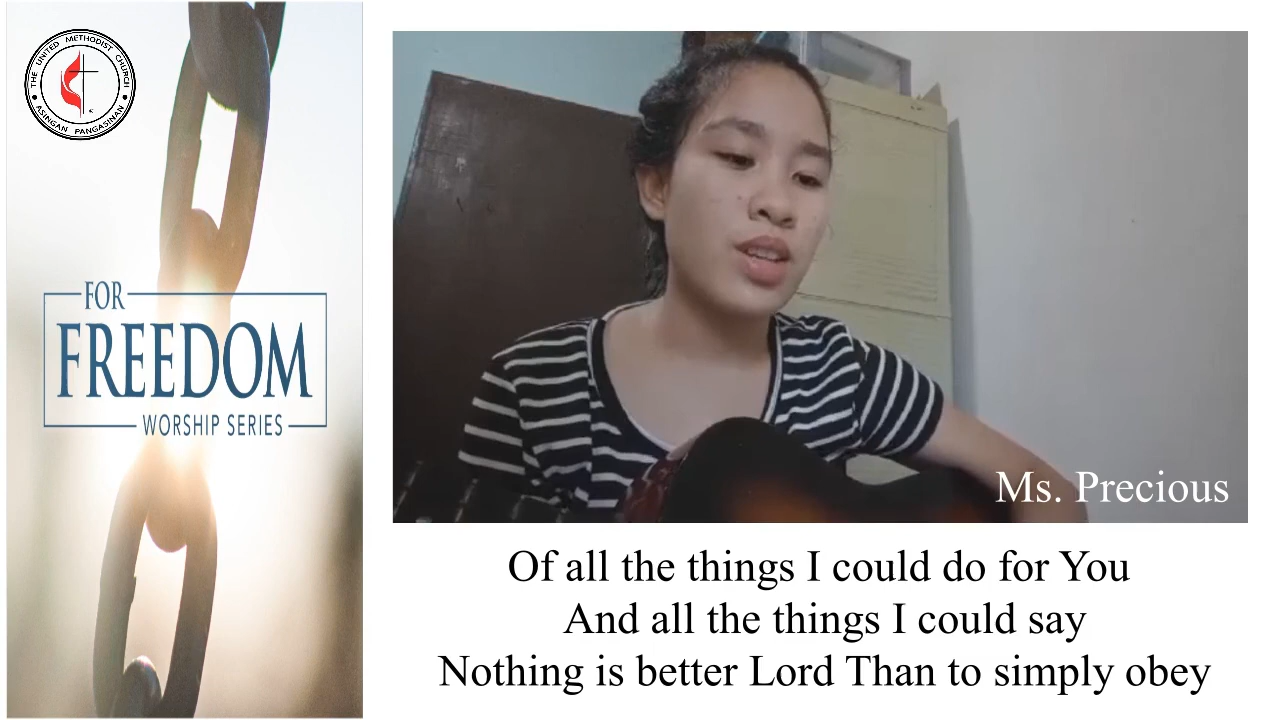 THE UNITED METHODIST CHURCH
ASINGAN PANGASINAN
FOR
FREEDOM
WORSHIP SERIES
Ms. Precious
Of all the things I could do for You
And all the things I could say
Nothing is better Lord Than to simply obey